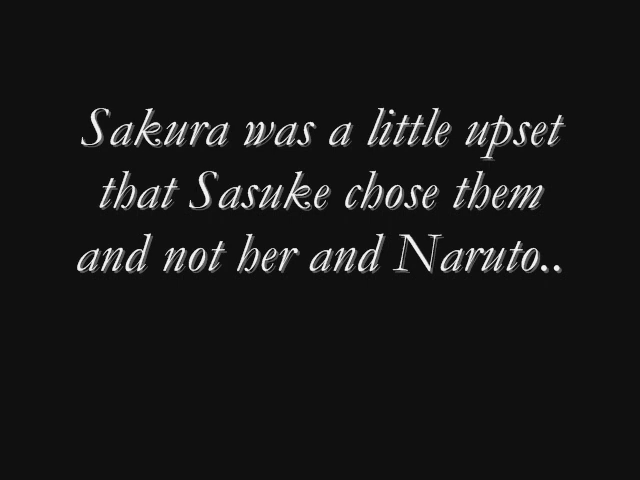 Sakura was a little upset
that Sasuke chose them
and not her and Naruto..